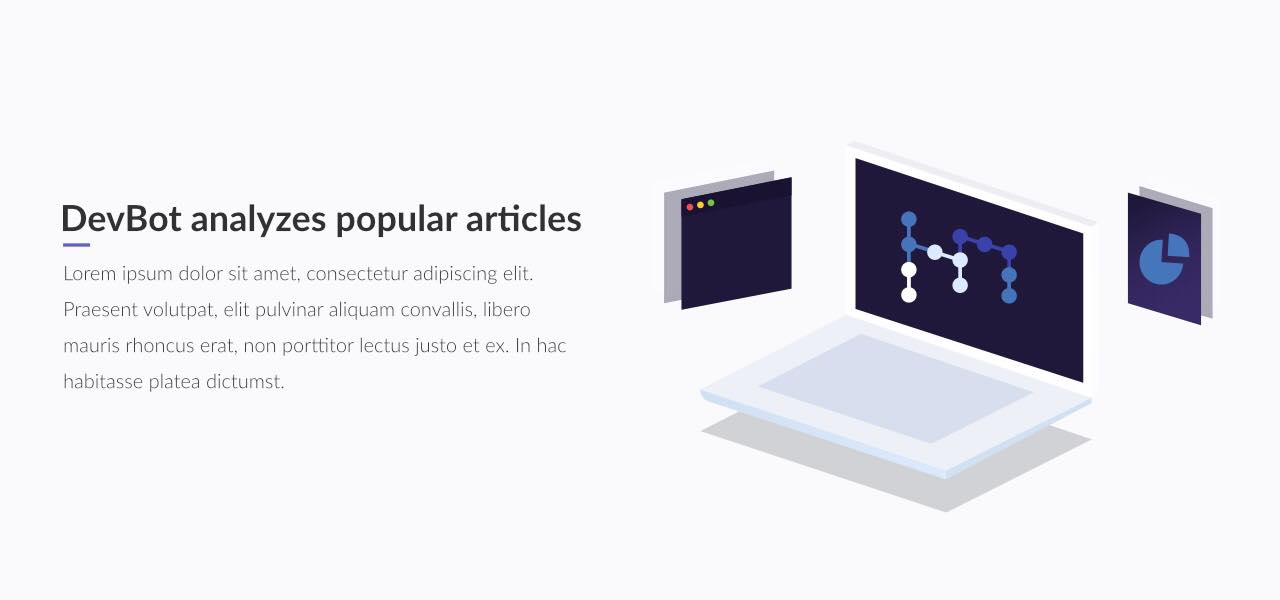 DevBot analyzes popular articles
Lorem ipsum dolor sit amet, consectetur adipiscing elit.
Praesent volutpat, elit pulvinar aliquam convallis, libero
mauris rhoncus erat, non porttitor lectus justo et ex. In hac
habitasse platea dictumst.